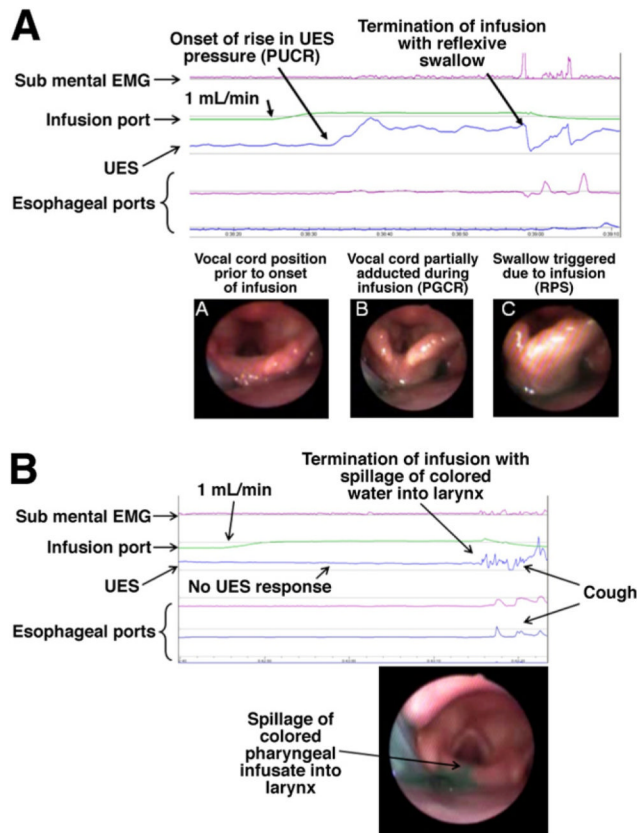 A
Onset of rise in UES
pressure (PUCR)
Termination of infusion
with reflexive
swallow
Sub mental EMG
1 mL/min
Infusion port
UES
Esophageal ports
Vocal cord position
prior to onset
of infusion
Vocal cord partially
adducted during
infusion (PGCR)
Swallow triggered
due to infusion
(RPS)
A
B
C
B
Termination of infusion with
spillage of colored
water into larynx
1 mL/min
Sub mental EMG
Infusion port
UES
No UES response
Cough
Esophageal ports
Spillage of
colored
pharyngeal
infusate into
larynx